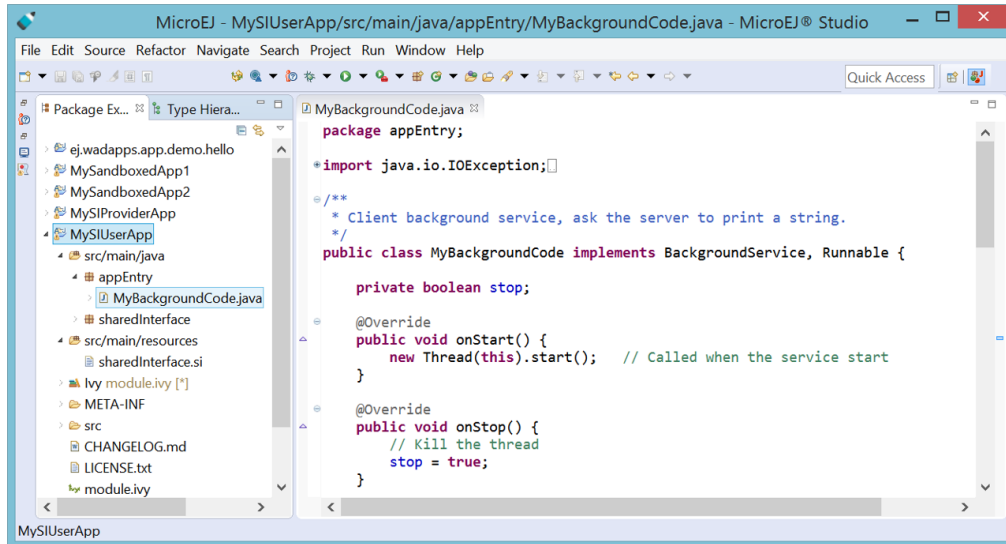 MicroEJ - MySIUserApp/src/main/java/appEntry/MyBackgroundCode.java - MicroEJ® Studio
File Edit Source Refactor Navigate Search Project Run Window Help
Quick Access
Package Ex... Type Hiera...
ej.wadapps.app.demo.hello
MySandboxedApp1
MySandboxedApp2
MySIProviderApp
MySIUserApp
src/main/java
appEntry
MyBackgroundCode.java
sharedInterface
src/main/resources
sharedInterface.si
Ivy module.ivy [*]
META-INF
src
CHANGELOG.md
LICENSE.txt
module.ivy
MyBackgroundCode.java
package appEntry;
import java.io.IOException;
/**
* Client background service, ask the server to print a string.
*/
public class MyBackgroundCode implements BackgroundService, Runnable {
private boolean stop;
@Override
public void onStart() {
new Thread(this).start(); // Called when the service start
}
@Override
public void onStop() {
// Kill the thread
stop = true;
}
MySIUserApp